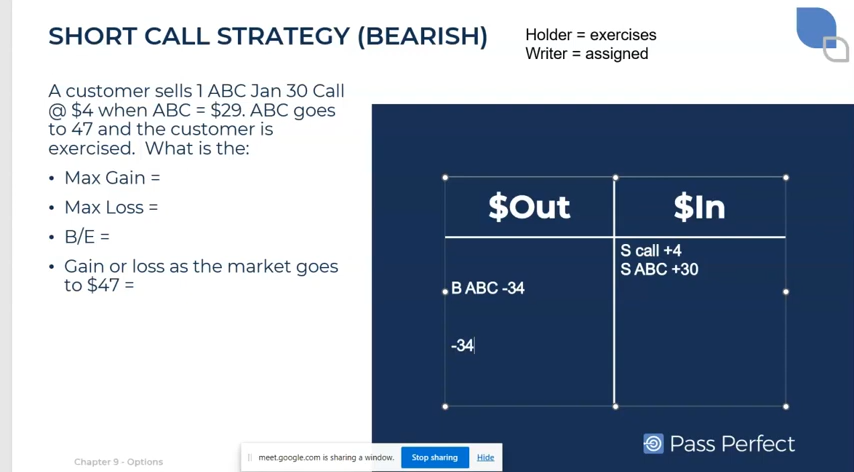 SHORT CALL STRATEGY (BEARISH)
Holder = exercises
Writer = assigned
A customer sells 1 ABC Jan 30 Call
@ $4 when ABC = $29. ABC goes
to 47 and the customer is
exercised. What is the:
• Max Gain =
• Max Loss =
• B/E =
• Gain or loss as the market goes
to $47 =
$Out
$In
S call +4
S ABC +30
B ABC -34
-34
Pass Perfect
Chapter 9 - Options
meet.google.com is sharing a window.
Stop sharing
Hide